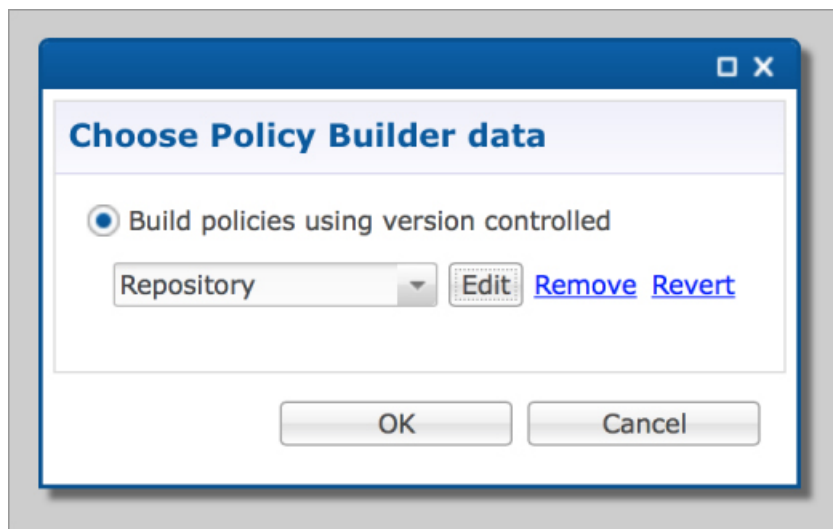 Choose Policy Builder data
Build policies using version controlled
Repository Edit Remove Revert
OK Cancel